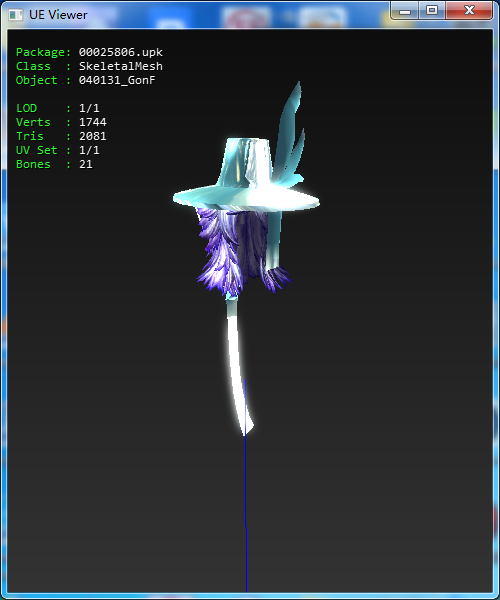 UE Viewer
Package: 00025806.upk
Class : SkeletalMesh
Object : 040131_GonF
LOD : 1/1
Verts : 1744
Tris : 2081
UV Set : 1/1
Bones : 21